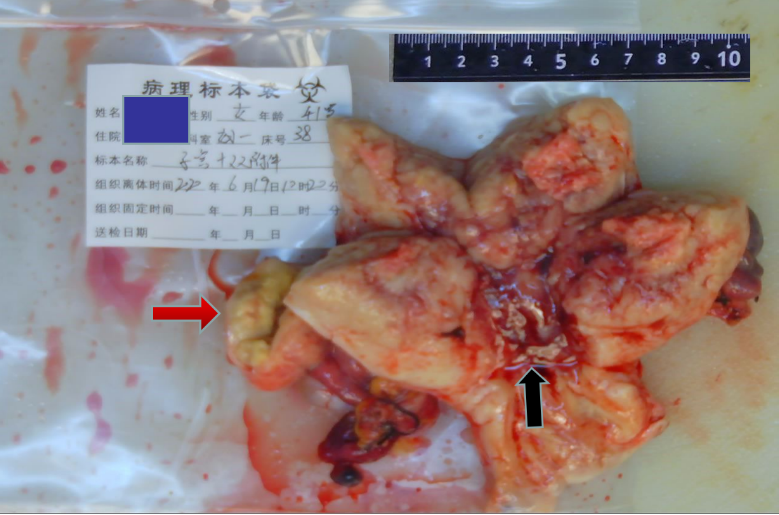 1 2 3 4 5 6 7 8 9 10
病理标本袋
姓名 性别 女 年龄 41岁
住院 科室 妇一 床号 38
标本名称 子宫+双附件
组织离体时间 年 6 月 19 日 12 时 22 分
组织固定时间 年 月 日 时 分
送检日期 年 月 日